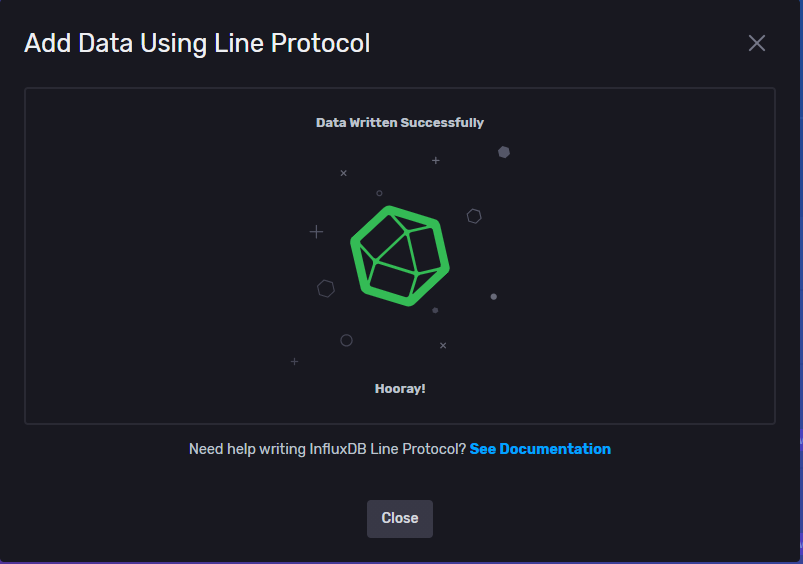 Add Data Using Line Protocol
Data Written Successfully
Hooray!
Need help writing InfluxDB Line Protocol? See Documentation
Close